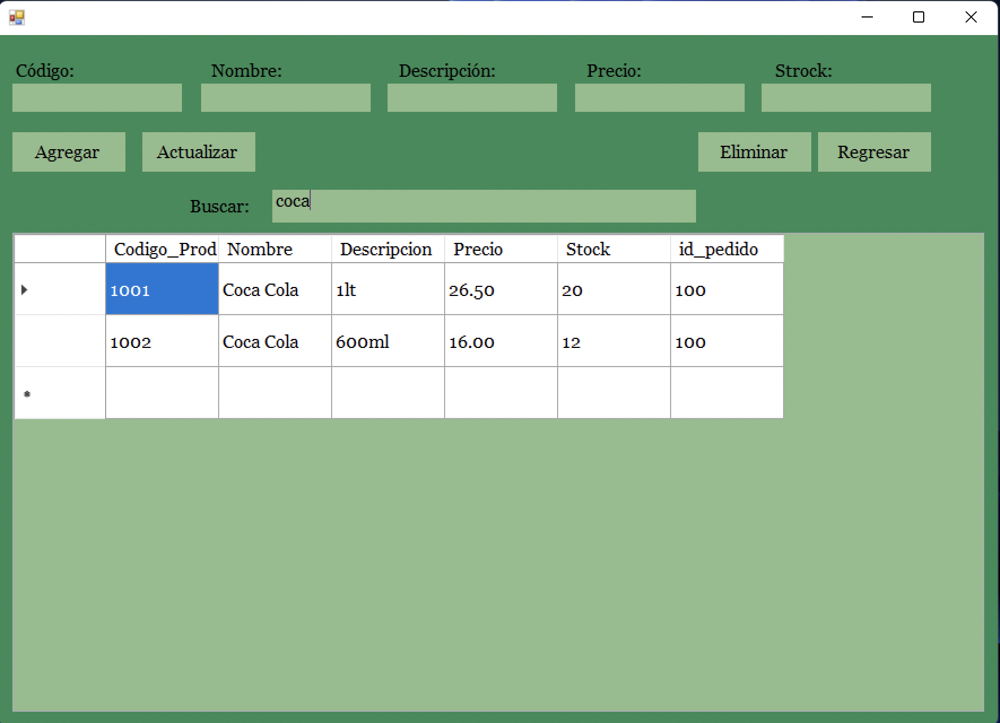 Código: Nombre: Descripción: Precio: Strock:
Agregar Actualizar Eliminar Regresar
Buscar: coca
Codigo_Prod Nombre Descripcion Precio Stock id_pedido
1001 Coca Cola 1lt 26.50 20 100
1002 Coca Cola 600ml 16.00 12 100